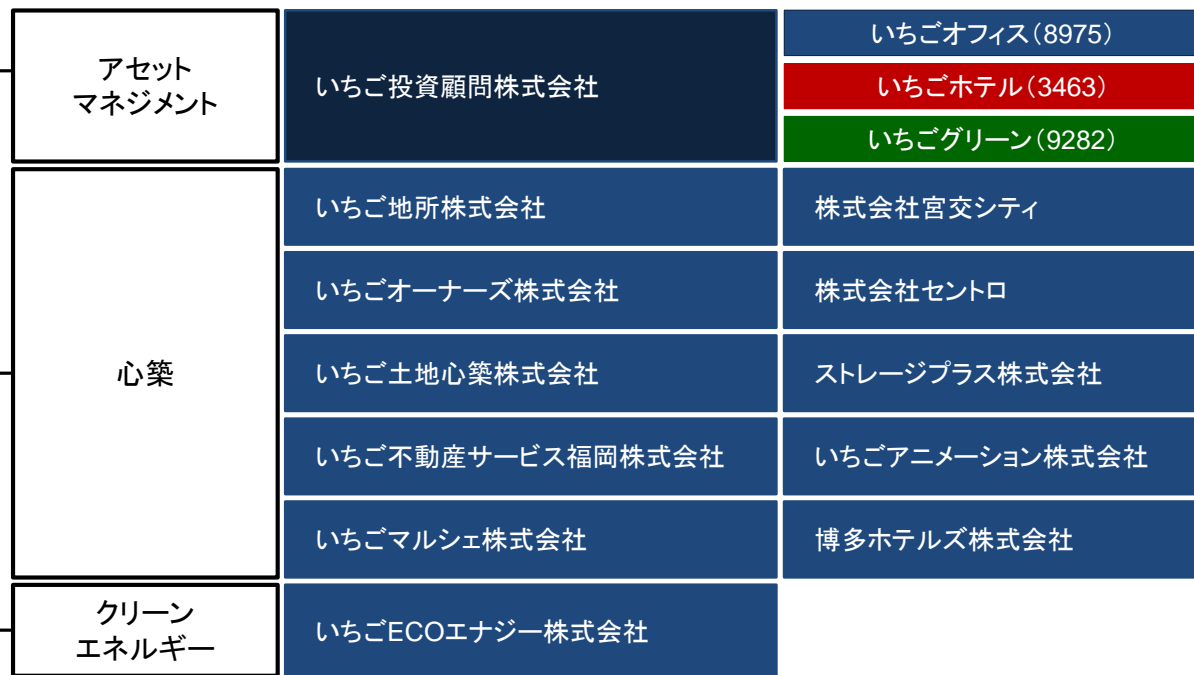 アセット
マネジメント
いちご投資顧問株式会社
いちごオフィス(8975)
いちごホテル(3463)
いちごグリーン(9282)
心築
いちご地所株式会社
株式会社宮交シティ
いちごオーナーズ株式会社
株式会社セントロ
いちご土地心築株式会社
ストレージプラス株式会社
いちご不動産サービス福岡株式会社
いちごアニメーション株式会社
いちごマルシェ株式会社
博多ホテルズ株式会社
クリーン
エネルギー
いちごECOエナジー株式会社